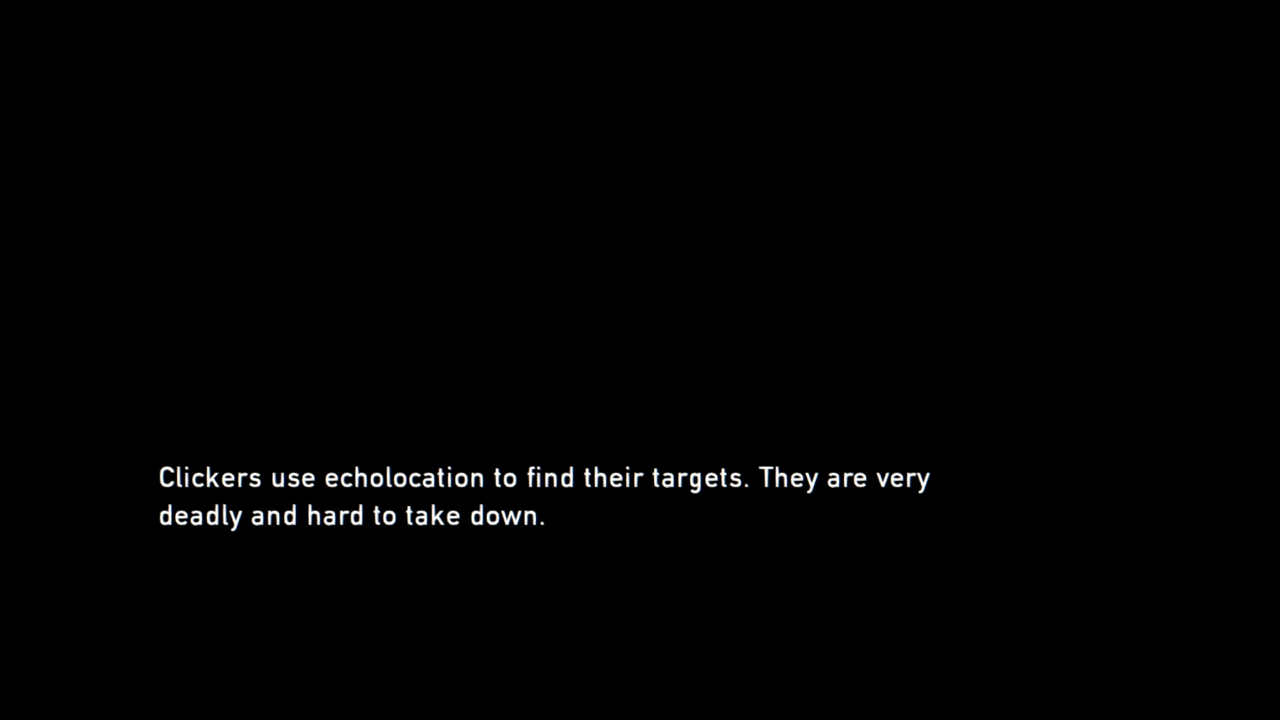 Clickers use echolocation to find their targets. They are very
deadly and hard to take down.